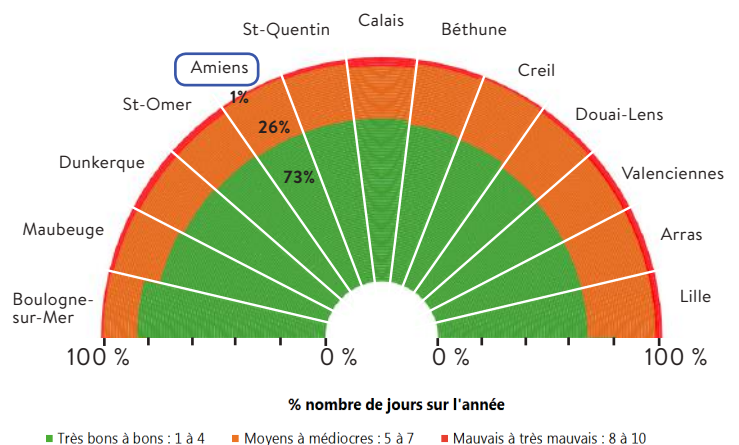 Calais
St-Quentin
Béthune
Amiens
Creil
1%
St-Omer
Douai-Lens
26%
Dunkerque
73%
Valenciennes
Maubeuge
Arras
Boulogne-
sur-Mer
Lille
100 %
0 %
0 %
100 %
% nombre de jours sur l'année
Très bons à bons : 1 à 4
Moyens à médiocres : 5 à 7
Mauvais à très mauvais : 8 à 10